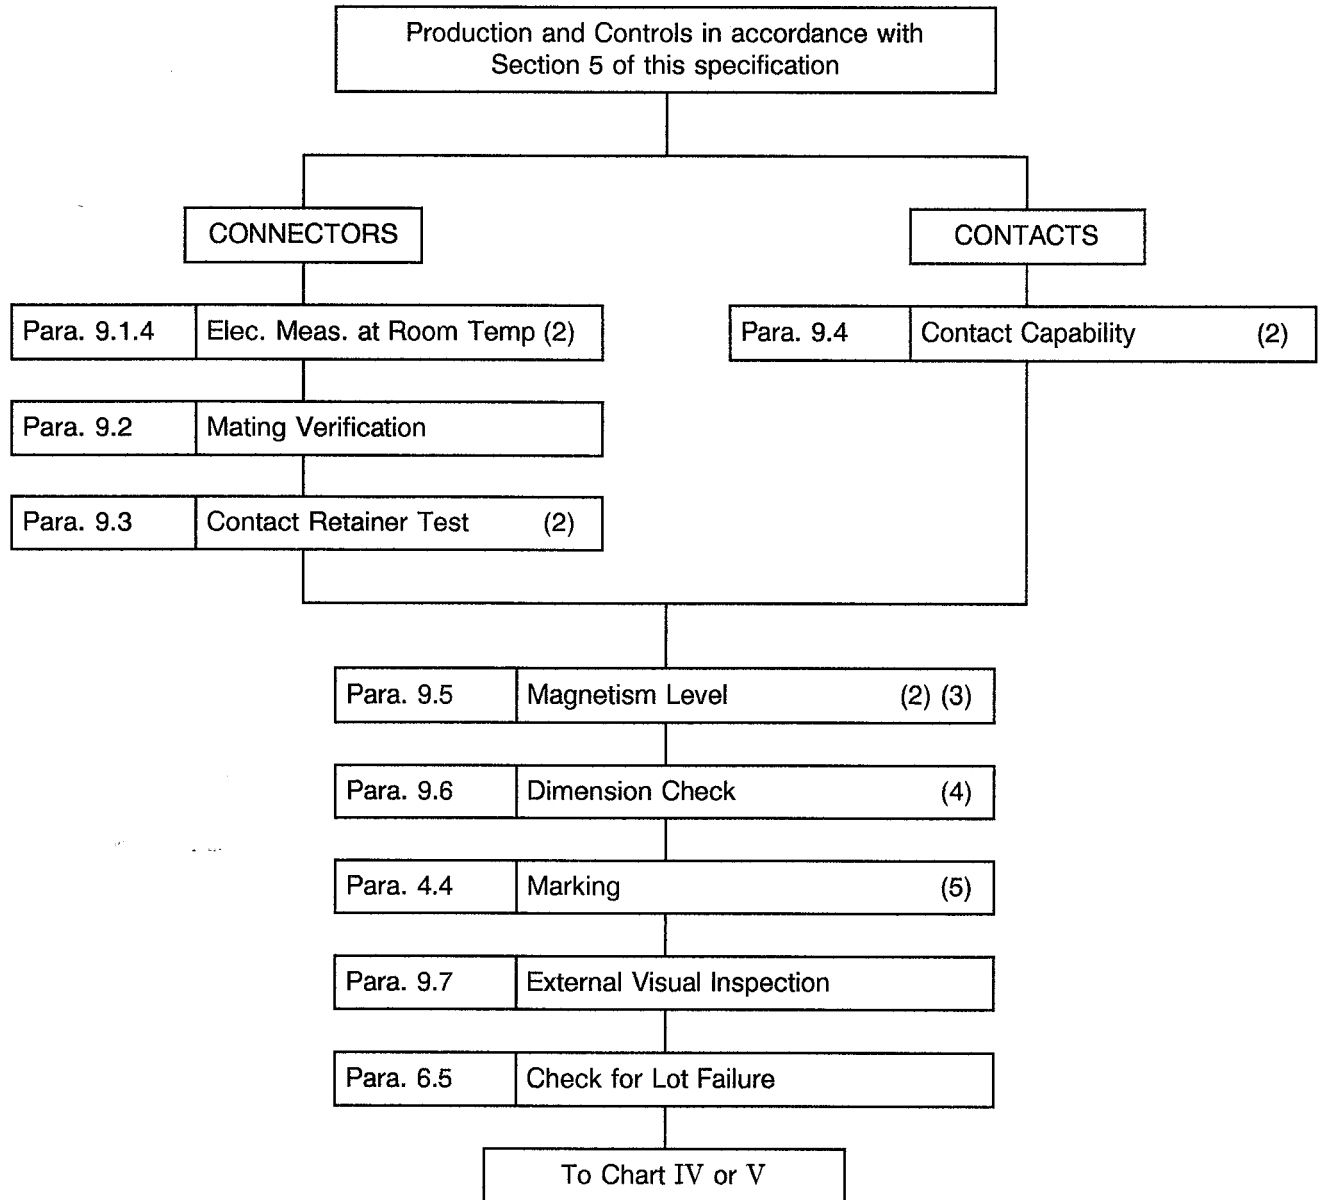 Production and Controls in accordance with
Section 5 of this specification
CONNECTORS
CONTACTS
Para. 9.1.4 Elec. Meas. at Room Temp (2)
Para. 9.4 Contact Capability (2)
Para. 9.2 Mating Verification
Para. 9.3 Contact Retainer Test (2)
Para. 9.5 Magnetism Level (2) (3)
Para. 9.6 Dimension Check (4)
Para. 4.4 Marking (5)
Para. 9.7 External Visual Inspection
Para. 6.5 Check for Lot Failure
To Chart IV or V